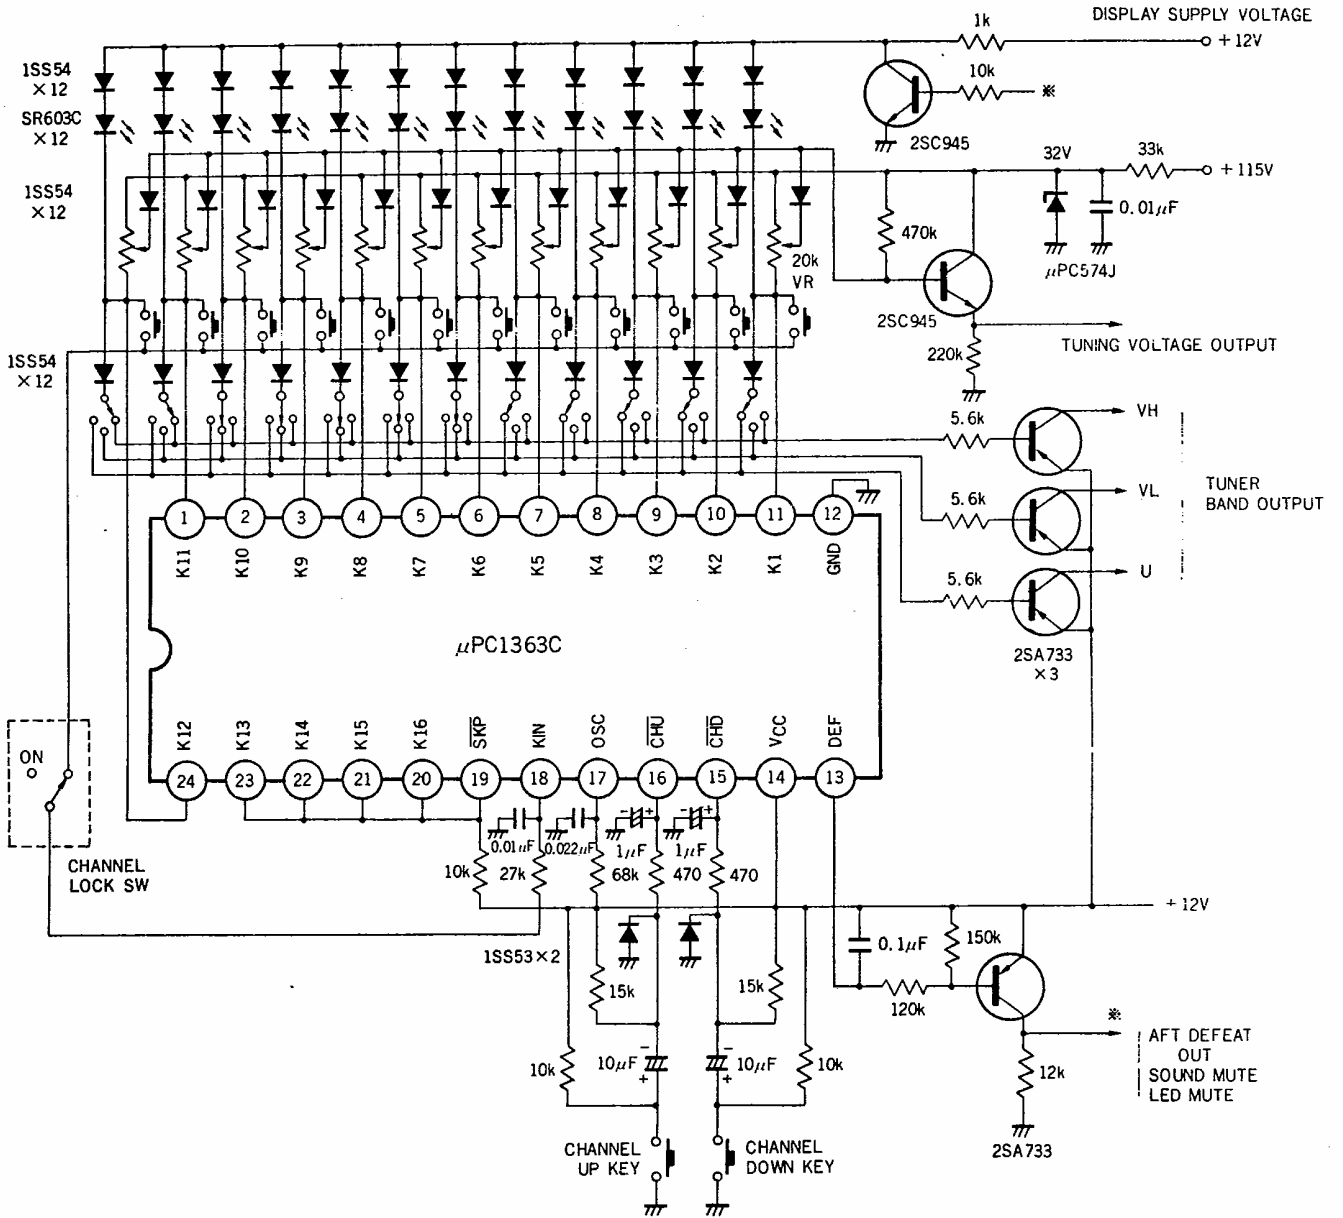 DISPLAY SUPPLY VOLTAGE
1k
+12V
1SS54
×12
10k
※
SR603C
×12
2SC945
32V
33k
+115V
1SS54
×12
0.01μF
470k
μPC574J
20k
VR
2SC945
TUNING VOLTAGE OUTPUT
220k
1SS54
×12
5.6k
VH
5.6k
VL
TUNER
BAND OUTPUT
5.6k
U
2SA733
×3
1
2
3
4
5
6
7
8
9
10
11
12
K11
K10
K9
K8
K7
K6
K5
K4
K3
K2
K1
GND
μPC1363C
K12
K13
K14
K15
K16
SKP
KIN
OSC
CHU
CHD
VCC
DEF
24
23
22
21
20
19
18
17
16
15
14
13
ON
CHANNEL
LOCK SW
- +
- +
0.01μF
0.022μF
1μF
1μF
10k
27k
68k
470
470
+12V
1SS53×2
0.1μF
150k
15k
15k
120k
※
AFT DEFEAT
OUT
SOUND MUTE
LED MUTE
10k
10μF
-
+
-
+
10μF
10k
12k
2SA733
CHANNEL
UP KEY
CHANNEL
DOWN KEY